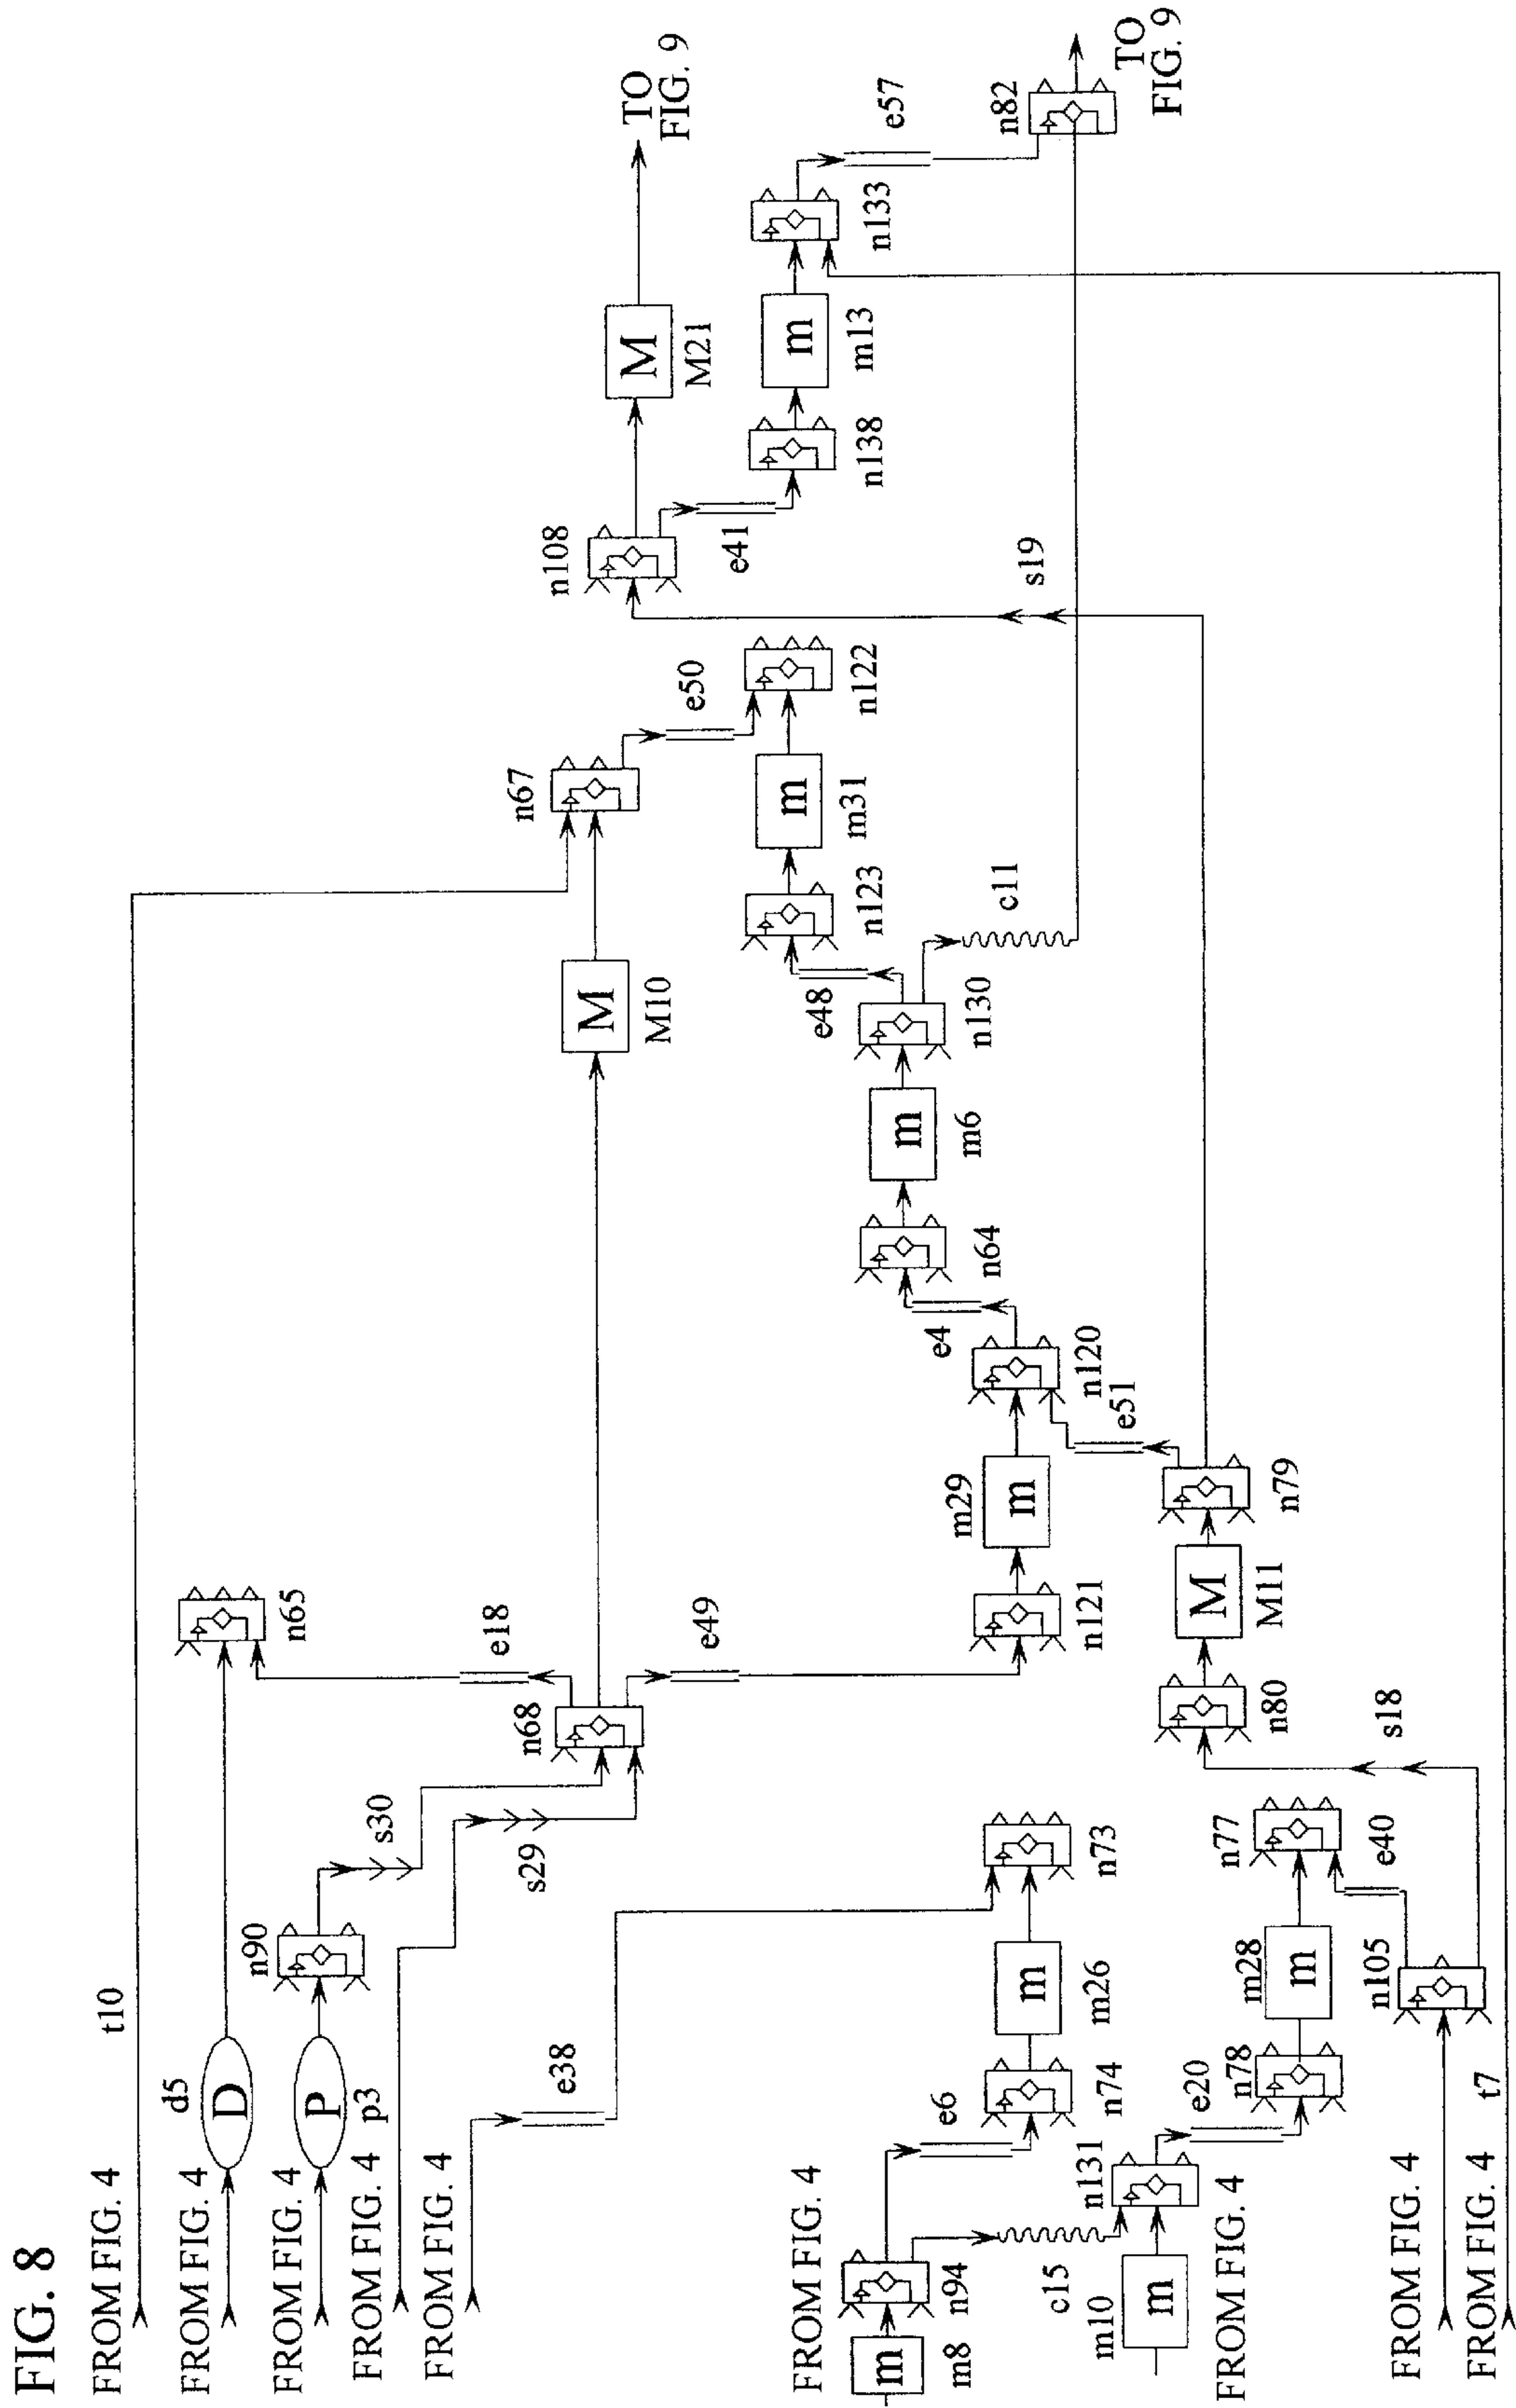 FIG. 8
FROM FIG. 4
t10
FROM FIG. 4
d5
D
n65
FROM FIG. 4
P
p3
n90
s30
FROM FIG. 4
s29
FROM FIG. 4
e38
n68
e18
e49
M
M10
n67
e50
n108
M
M21
TO
FIG. 9
e41
n138
m
m13
n133
e57
n82
TO
FIG. 9
n123
m
m31
n122
e48
n130
c11
s19
m
m6
n64
e4
n120
e51
m29
m
n121
FROM FIG. 4
m
m8
n94
e6
n74
m
m26
n73
c15
m10
m
FROM FIG. 4
n131
e20
n78
m28
m
n77
e40
n80
M
M11
n79
s18
n105
FROM FIG. 4
FROM FIG. 4
t7